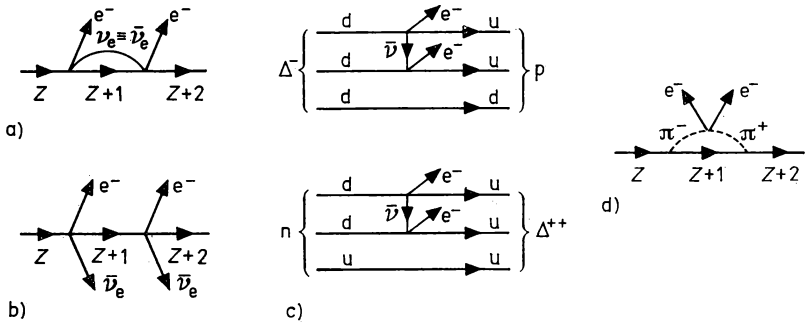 e⁻ e⁻
νₑ ≡ ν̄ₑ
Z Z+1 Z+2
a)
e⁻ e⁻
Z Z+1 Z+2
ν̄ₑ ν̄ₑ
b)
e⁻
d u
ν̄ e⁻
Δ⁻ d u p
d d
e⁻
d u
ν̄ e⁻
n d u Δ⁺⁺
u u
c)
e⁻ e⁻
π⁻ π⁺
Z Z+1 Z+2
d)